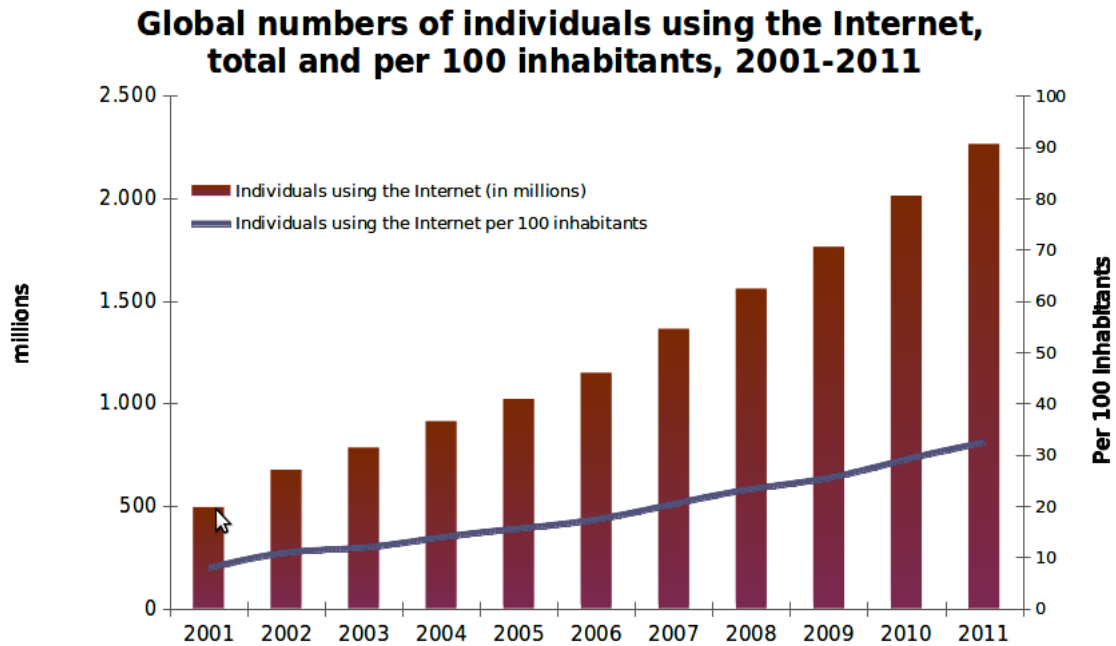 Global numbers of individuals using the Internet,
total and per 100 inhabitants, 2001-2011
2.500
2.000
1.500
1.000
500
0
millions
Individuals using the Internet (in millions)
Individuals using the Internet per 100 inhabitants
100
90
80
70
60
50
40
30
20
10
0
Per 100 Inhabitants
2001 2002 2003 2004 2005 2006 2007 2008 2009 2010 2011